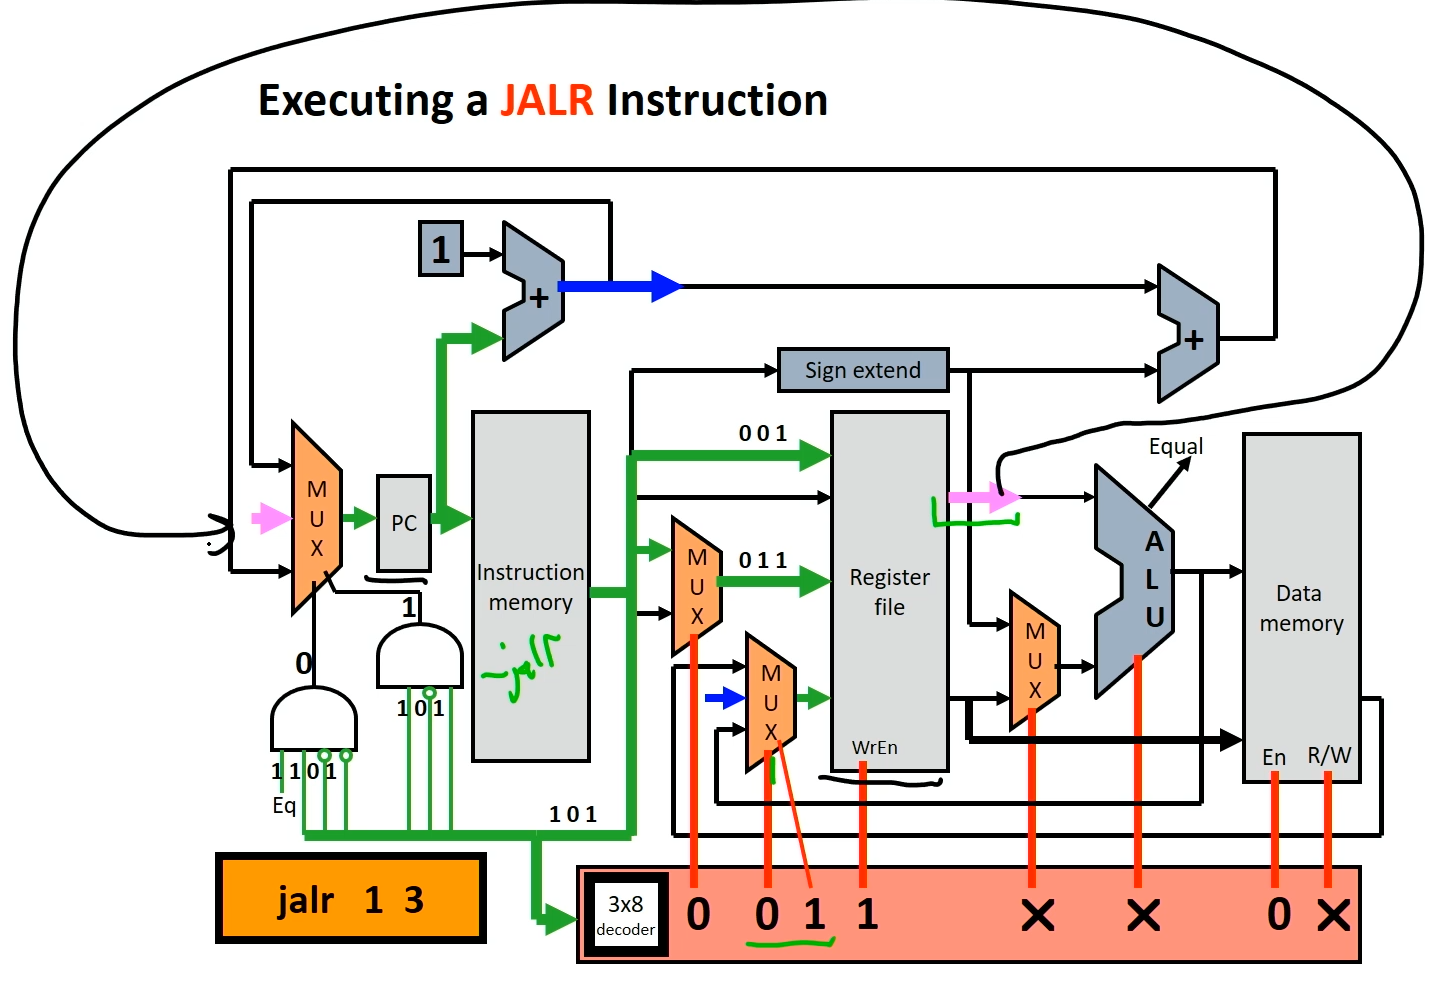 Executing a JALR Instruction
1
+
+
Sign extend
0 0 1
Equal
M
U
X
PC
Instruction
memory
jalr
M
U
X
0 1 1
Register
file
WrEn
A
L
U
Data
memory
En R/W
M
U
X
M
U
X
1
0
1 0 1
1 1 0 1
Eq
1 0 1
jalr 1 3
3x8
decoder
0 0 1 1 X X 0 X